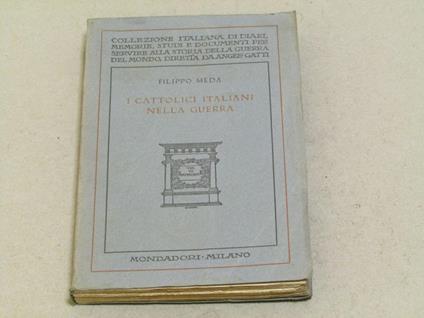 COLLEZIONE ITALIANA DI DIARI,
MEMORIE, STUDI E DOCUMENTI PER
SERVIRE ALLA STORIA DELLA GUERRA
DEL MONDO, DIRETTA DA ANGELO GATTI
FILIPPO MEDA
I CATTOLICI ITALIANI
NELLA GUERRA
MONDADORI · MILANO